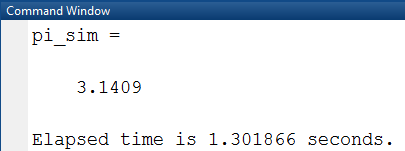 Command Window
pi_sim =
3.1409
Elapsed time is 1.301866 seconds.